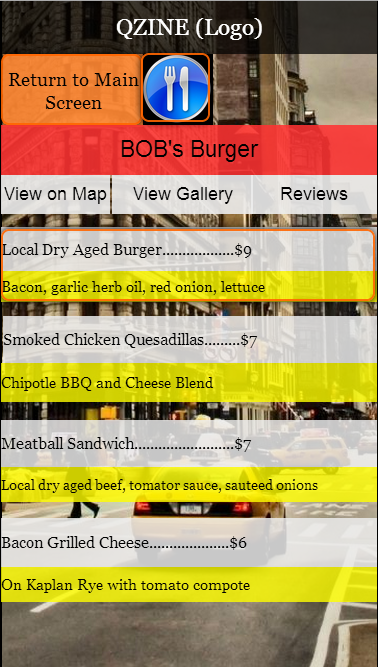 QZINE (Logo)
Return to Main
Screen
BOB's Burger
View on Map
View Gallery
Reviews
Local Dry Aged Burger..................$9
Bacon, garlic herb oil, red onion, lettuce
Smoked Chicken Quesadillas.........$7
Chipotle BBQ and Cheese Blend
Meatball Sandwich.........................$7
Local dry aged beef, tomator sauce, sauteed onions
Bacon Grilled Cheese....................$6
On Kaplan Rye with tomato compote